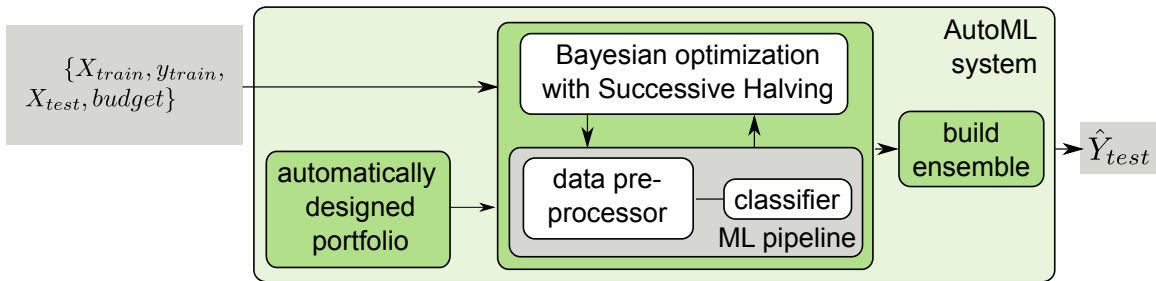 {X_train, y_train,
X_test, budget}
Bayesian optimization
with Successive Halving
AutoML
system
automatically
designed
portfolio
data pre-
processor
classifier
ML pipeline
build
ensemble
Ŷ_test